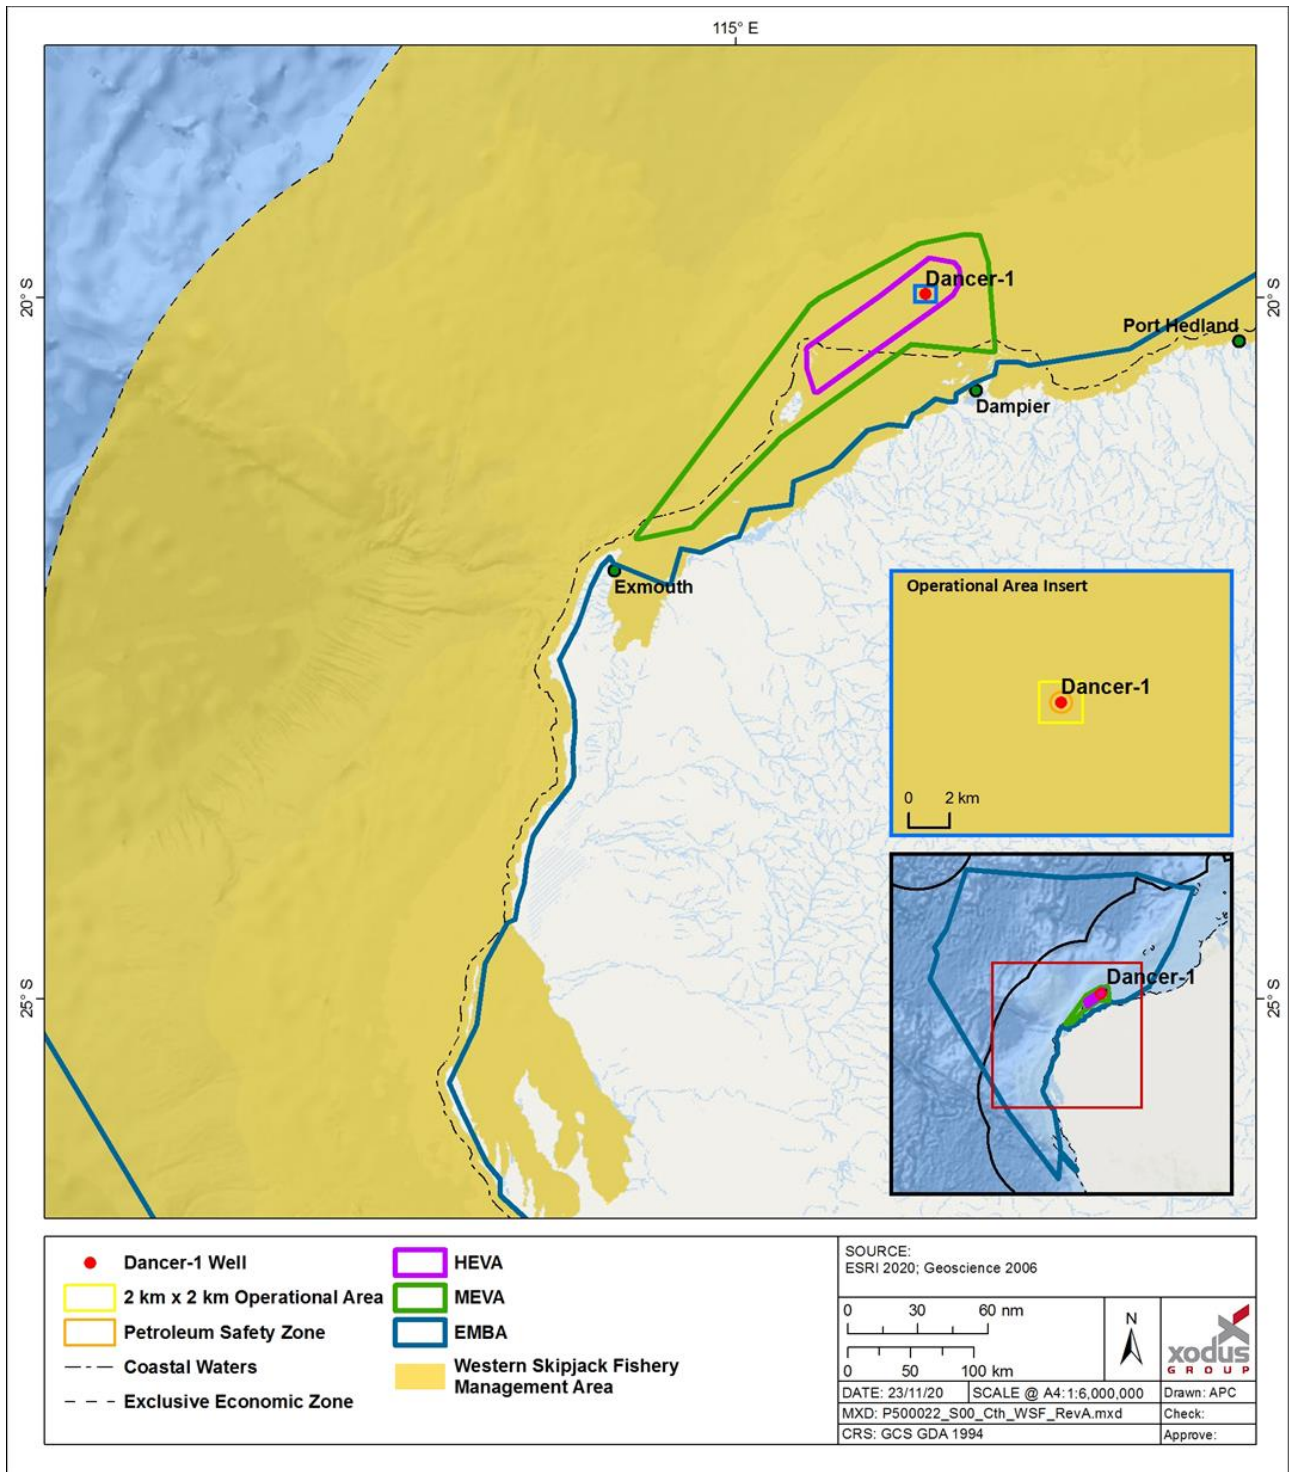 115° E
20° S
20° S
Dancer-1
Port Hedland
Dampier
Exmouth
Operational Area Insert
Dancer-1
0 2 km
25° S
25° S
Dancer-1
Dancer-1 Well
2 km x 2 km Operational Area
Petroleum Safety Zone
Coastal Waters
Exclusive Economic Zone
HEVA
MEVA
EMBA
Western Skipjack Fishery
Management Area
SOURCE:
ESRI 2020; Geoscience 2006
0 30 60 nm
0 50 100 km
N
xodus
GROUP
DATE: 23/11/20
SCALE @ A4:1:6,000,000
Drawn: APC
MXD: P500022_S00_Cth_WSF_RevA.mxd
Check:
CRS: GCS GDA 1994
Approve: